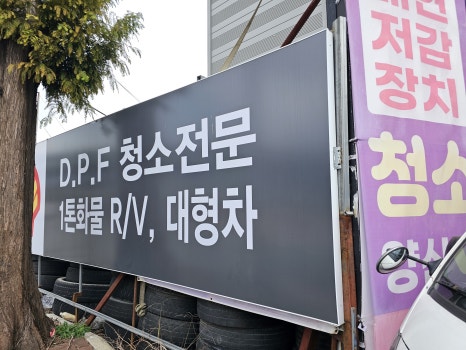 D.P.F 청소전문
1톤화물 R/V, 대형차
저감
장치
청소